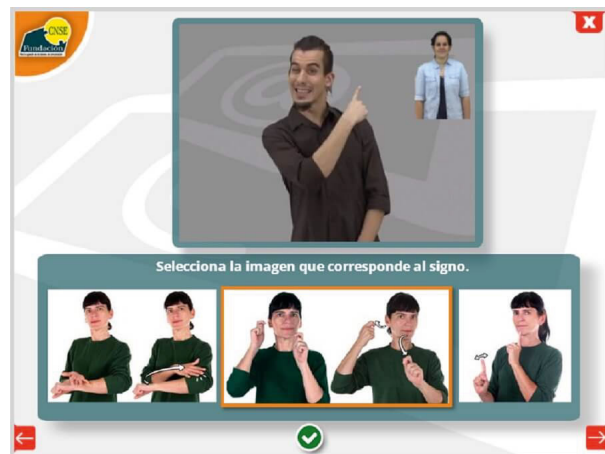 CNSE
Fundación
X
Selecciona la imagen que corresponde al signo.